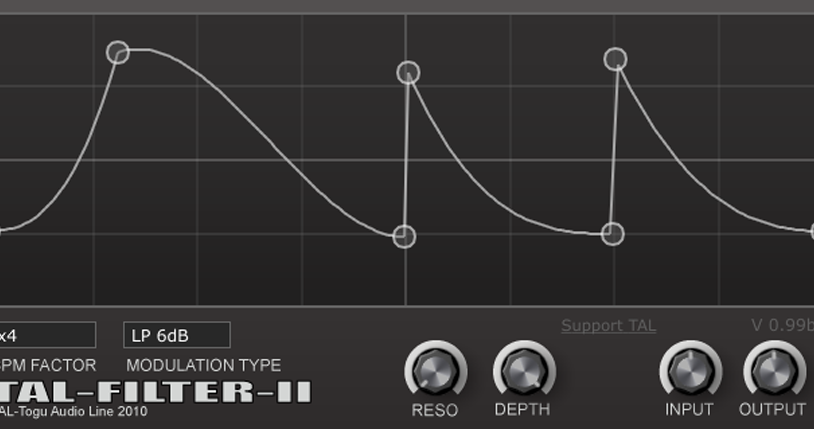 Support TAL V 0.99b
x4 LP 6dB
PM FACTOR MODULATION TYPE
TAL-FILTER-II
AL-Togu Audio Line 2010
RESO DEPTH INPUT OUTPUT